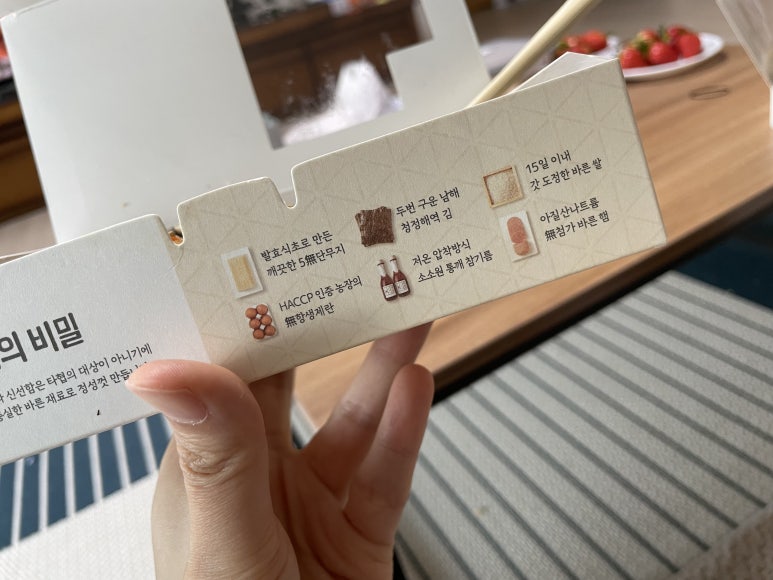 의 비밀
신선함은 타협의 대상이 아니기에
바른 재료로 정성껏
발효식초로 만든
깨끗한 5無단무지
두번 구운 남해
청정해역 김
15일 이내
갓 도정한 바른 쌀
HACCP 인증 농장의
無항생제란
저온 압착방식
소소원 통깨 참기름
아질산나트륨
無첨가 바른 햄